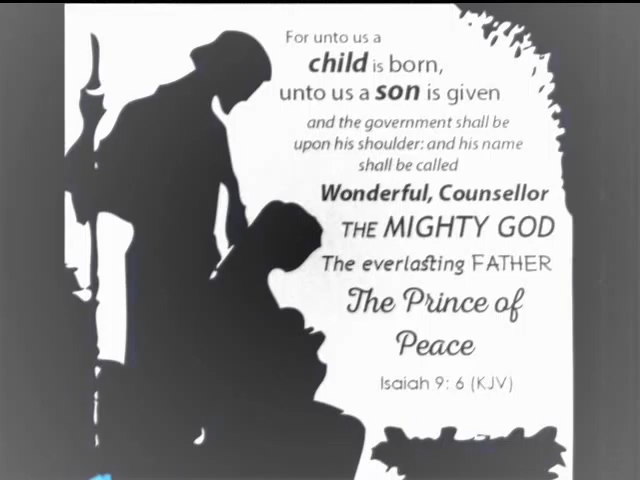 For unto us a
child is born,
unto us a son is given
and the government shall be
upon his shoulder: and his name
shall be called
Wonderful, Counsellor
THE MIGHTY GOD
The everlasting FATHER
The Prince of
Peace
Isaiah 9: 6 (KJV)